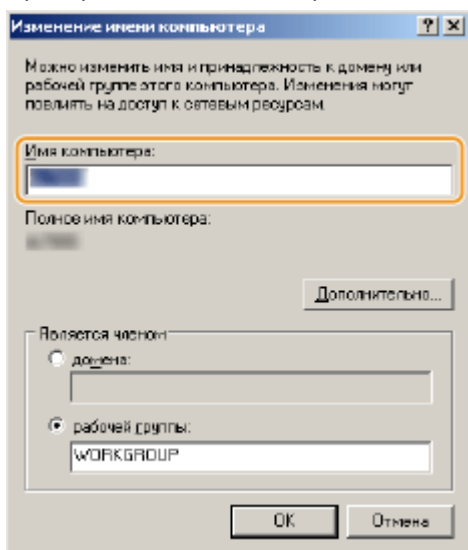 Изменение имени компьютера
Можно изменить имя и принадлежность к домену или
рабочей группе этого компьютера. Изменения могут
повлиять на доступ к сетевым ресурсам.
Имя компьютера:
Полное имя компьютера:
Дополнительно...
Является членом
домена:
рабочей группы:
WORKGROUP
OK
Отмена